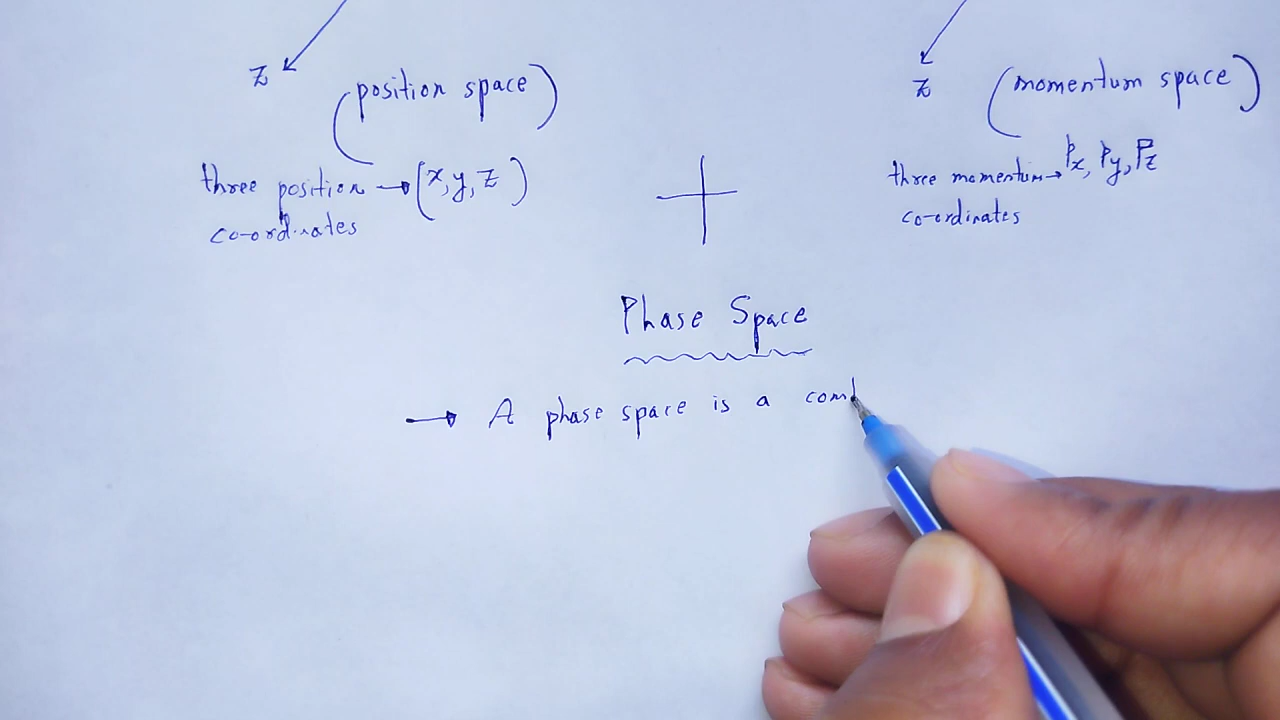 z
(position space)
three position → (x, y, z)
co-ordinates
z
(momentum space)
three momentum → Px, Py, Pz
co-ordinates
+
Phase Space
→ A phase space is a comb